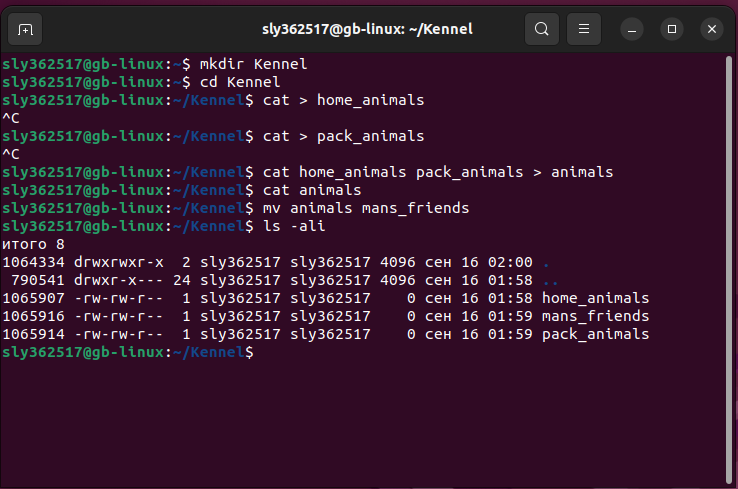 sly362517@gb-linux: ~/Kennel
sly362517@gb-linux:~$ mkdir Kennel
sly362517@gb-linux:~$ cd Kennel
sly362517@gb-linux:~/Kennel$ cat > home_animals
^C
sly362517@gb-linux:~/Kennel$ cat > pack_animals
^C
sly362517@gb-linux:~/Kennel$ cat home_animals pack_animals > animals
sly362517@gb-linux:~/Kennel$ cat animals
sly362517@gb-linux:~/Kennel$ mv animals mans_friends
sly362517@gb-linux:~/Kennel$ ls -ali
итого 8
1064334 drwxrwxr-x  2 sly362517 sly362517 4096 сен 16 02:00 .
 790541 drwxr-x--- 24 sly362517 sly362517 4096 сен 16 01:58 ..
1065907 -rw-rw-r--  1 sly362517 sly362517    0 сен 16 01:58 home_animals
1065916 -rw-rw-r--  1 sly362517 sly362517    0 сен 16 01:59 mans_friends
1065914 -rw-rw-r--  1 sly362517 sly362517    0 сен 16 01:59 pack_animals
sly362517@gb-linux:~/Kennel$